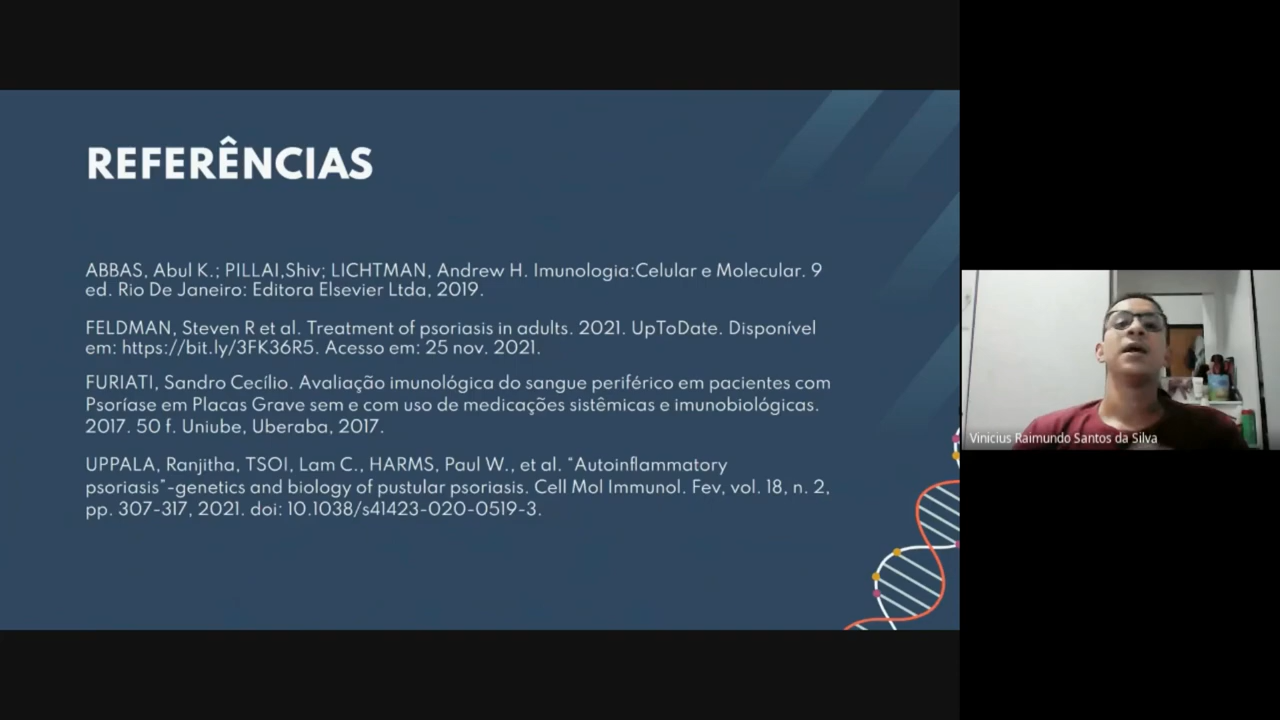 REFERÊNCIAS
ABBAS, Abul K.; PILLAI,Shiv; LICHTMAN, Andrew H. Imunologia:Celular e Molecular. 9
ed. Rio De Janeiro: Editora Elsevier Ltda, 2019.
FELDMAN, Steven R et al. Treatment of psoriasis in adults. 2021. UpToDate. Disponível
em: https://bit.ly/3FK36R5. Acesso em: 25 nov. 2021.
FURIATI, Sandro Cecílio. Avaliação imunológica do sangue periférico em pacientes com
Psoríase em Placas Grave sem e com uso de medicações sistêmicas e imunobiológicas.
2017. 50 f. Uniube, Uberaba, 2017.
UPPALA, Ranjitha, TSOI, Lam C., HARMS, Paul W., et al. “Autoinflammatory
psoriasis”-genetics and biology of pustular psoriasis. Cell Mol Immunol. Fev, vol. 18, n. 2,
pp. 307-317, 2021. doi: 10.1038/s41423-020-0519-3.
Vinicius Raimundo Santos da Silva